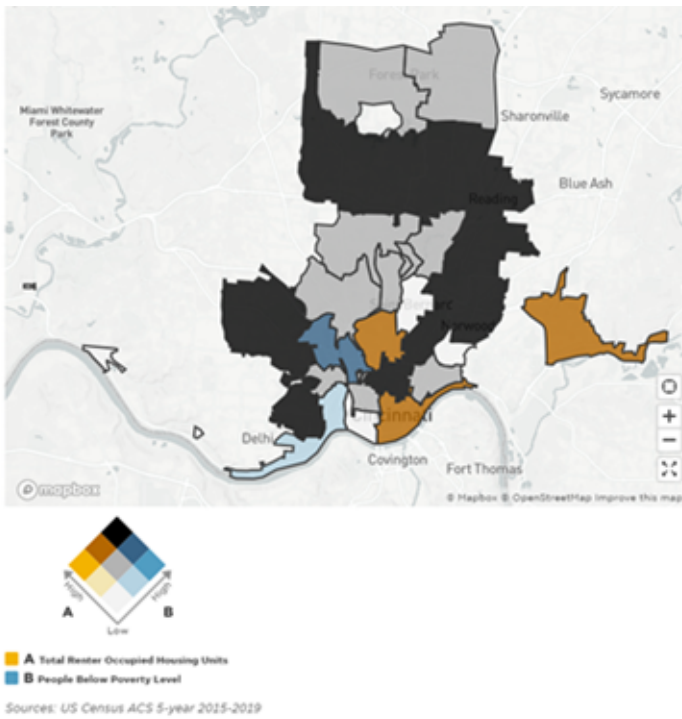 Forest Park
Miami Whitewater
Forest County
Park
Sycamore
Sharonville
Blue Ash
Reading
Saint Bernard
Norwood
Delhi
Cincinnati
Covington
Fort Thomas
mapbox
© Mapbox © OpenStreetMap Improve this map
High
High
A
B
Low
A Total Renter Occupied Housing Units
B People Below Poverty Level
Sources: US Census ACS 5-year 2015-2019